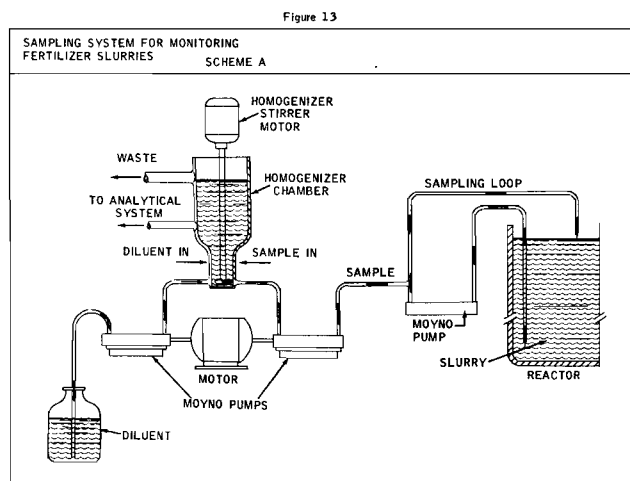 Figure 13
SAMPLING SYSTEM FOR MONITORING
FERTILIZER SLURRIES
SCHEME A
HOMOGENIZER
STIRRER
MOTOR
WASTE
HOMOGENIZER
CHAMBER
SAMPLING LOOP
TO ANALYTICAL
SYSTEM
DILUENT IN
SAMPLE IN
SAMPLE
MOYNO
PUMP
SLURRY
REACTOR
MOTOR
MOYNO PUMPS
DILUENT